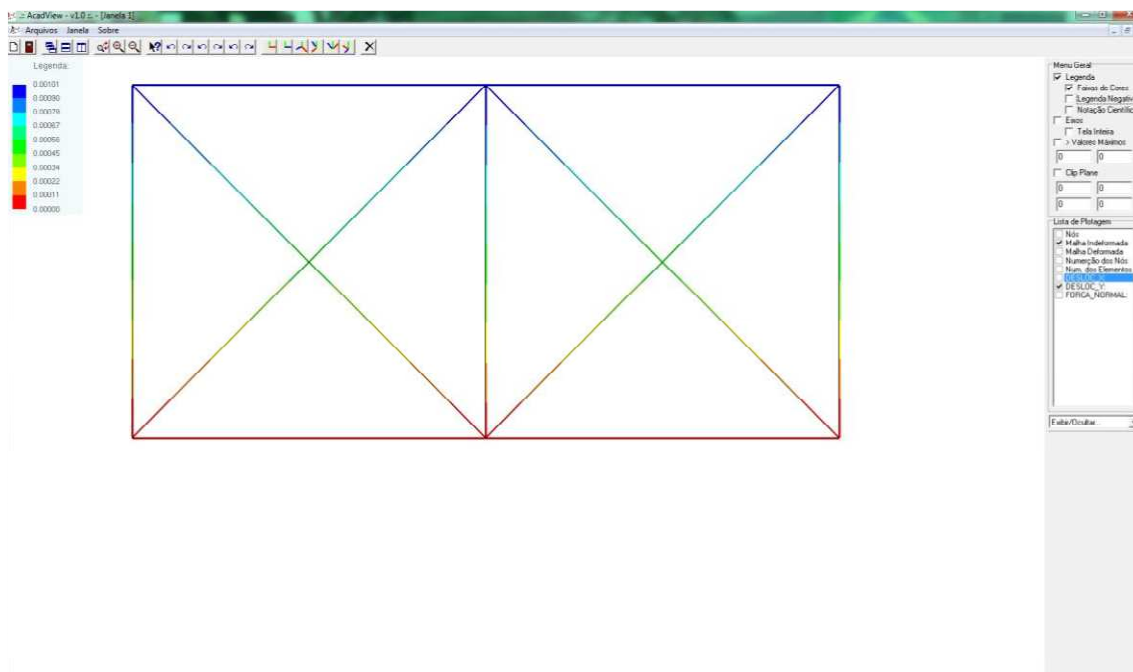 .: AcadView - v1.0 :. - [Janela 1]
Arquivos Janela Sobre
Legenda:
0.00101
0.00090
0.00079
0.00067
0.00056
0.00045
0.00034
0.00022
0.00011
0.00000
Menu Geral
Legenda
Faixas de Cores
Legenda Negativ
Notação Científic
Eixos
Tela Inteira
> Valores Máximos
0 0
Clip Plane
0 0
0 0
Lista de Plotagem
Nós
Malha Indeformada
Malha Deformada
Numerção dos Nós
Num. dos Elementos
DESLOC_X:
DESLOC_Y:
FORCA_NORMAL:
Exibir/Ocultar: